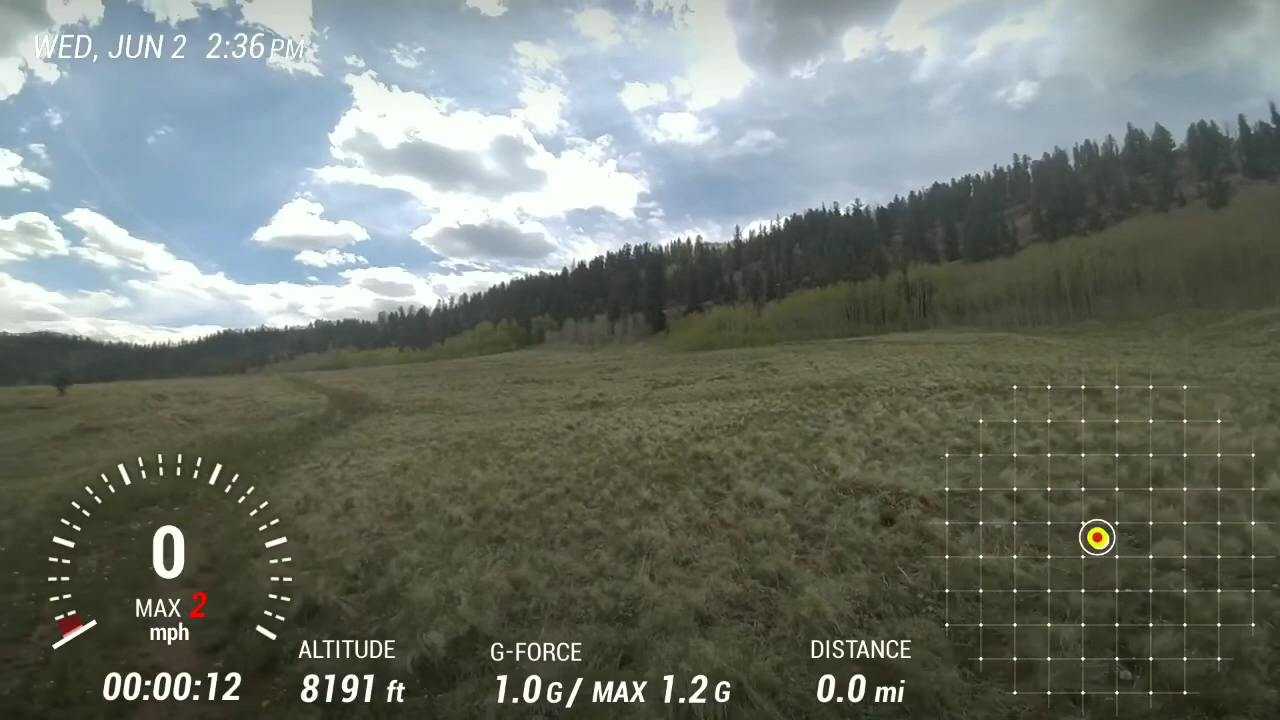 WED, JUN 2 2:36 PM
0
MAX 2
mph
00:00:12
ALTITUDE
8191 ft
G-FORCE
1.0 G / MAX 1.2 G
DISTANCE
0.0 mi